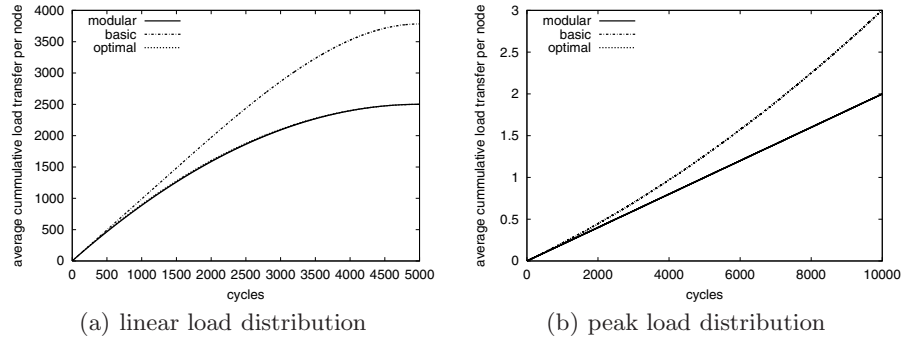 average cummulative load transfer per node
4000
3500
3000
2500
2000
1500
1000
500
0
modular
basic
optimal
0 500 1000 1500 2000 2500 3000 3500 4000 4500 5000
cycles
(a) linear load distribution
average cumulative load transfer per node
3
2.5
2
1.5
1
0.5
0
modular
basic
optimal
0 2000 4000 6000 8000 10000
cycles
(b) peak load distribution